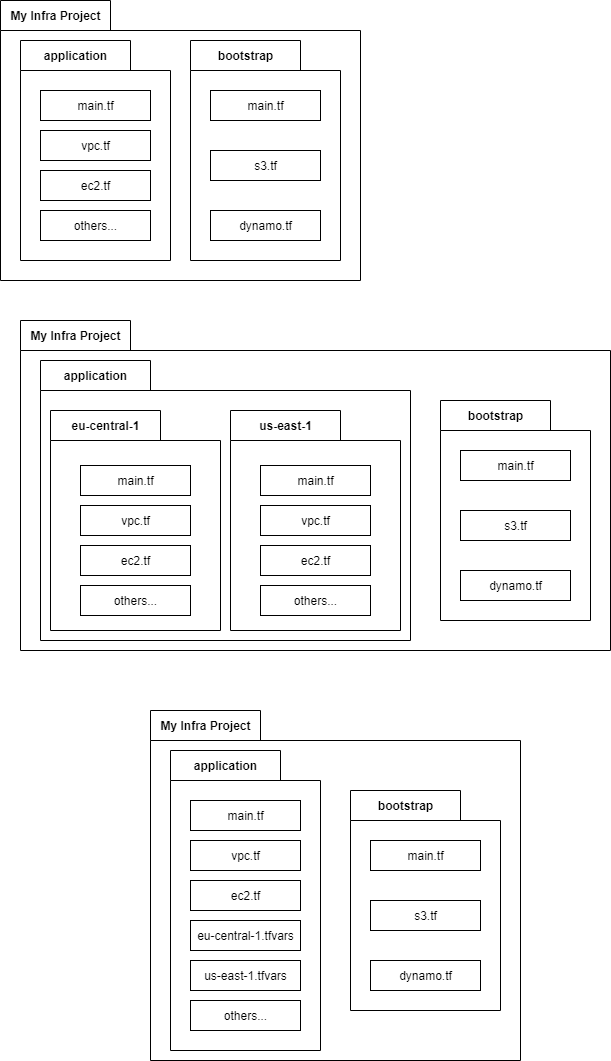 My Infra Project
application
main.tf
vpc.tf
ec2.tf
others...
bootstrap
main.tf
s3.tf
dynamo.tf
My Infra Project
application
eu-central-1
main.tf
vpc.tf
ec2.tf
others...
us-east-1
main.tf
vpc.tf
ec2.tf
others...
bootstrap
main.tf
s3.tf
dynamo.tf
My Infra Project
application
main.tf
vpc.tf
ec2.tf
eu-central-1.tfvars
us-east-1.tfvars
others...
bootstrap
main.tf
s3.tf
dynamo.tf